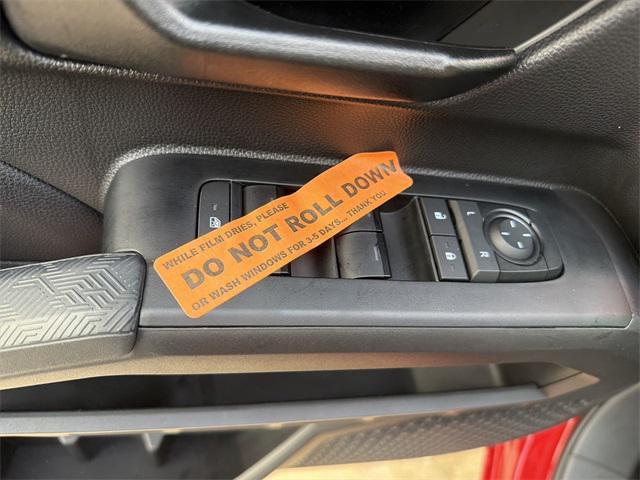 WHILE FILM DRIES, PLEASE
DO NOT ROLL DOWN
OR WASH WINDOWS FOR 3-5 DAYS... THANK YOU
L
R